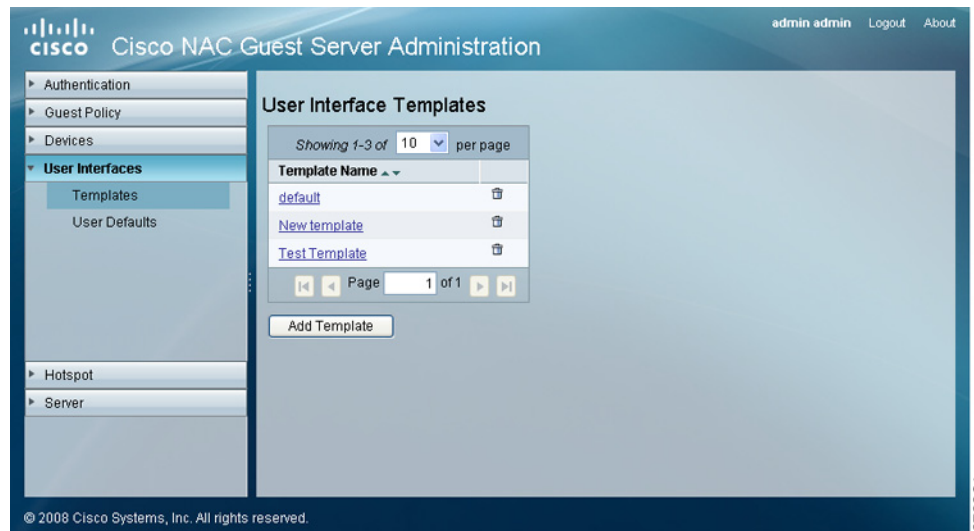 admin admin Logout About
CISCO Cisco NAC Guest Server Administration
Authentication
Guest Policy
Devices
User Interfaces
Templates
User Defaults
Hotspot
Server
User Interface Templates
Showing 1-3 of 10 per page
Template Name
default
New template
Test Template
Page 1 of 1
Add Template
© 2008 Cisco Systems, Inc. All rights reserved.